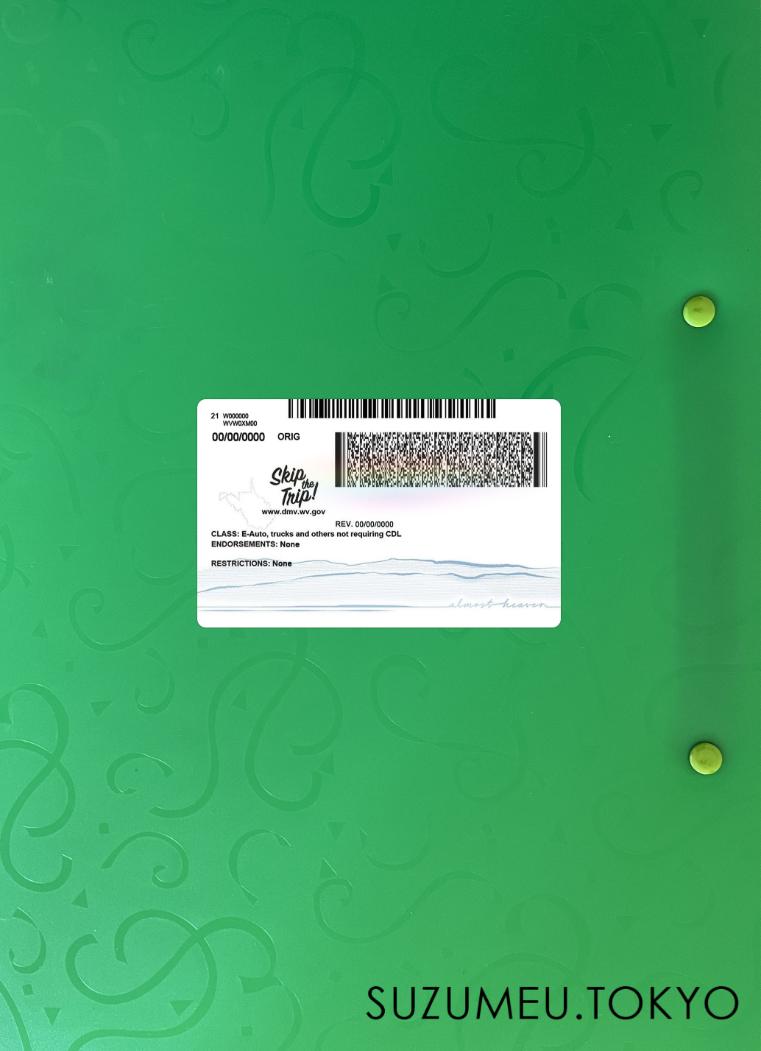 21 W000000
WVW0XM00
00/00/0000 ORIG
Skip
the
Trip!
www.dmv.wv.gov
REV. 00/00/0000
CLASS: E-Auto, trucks and others not requiring CDL
ENDORSEMENTS: None
RESTRICTIONS: None
almost heaven
SUZUMEU.TOKYO